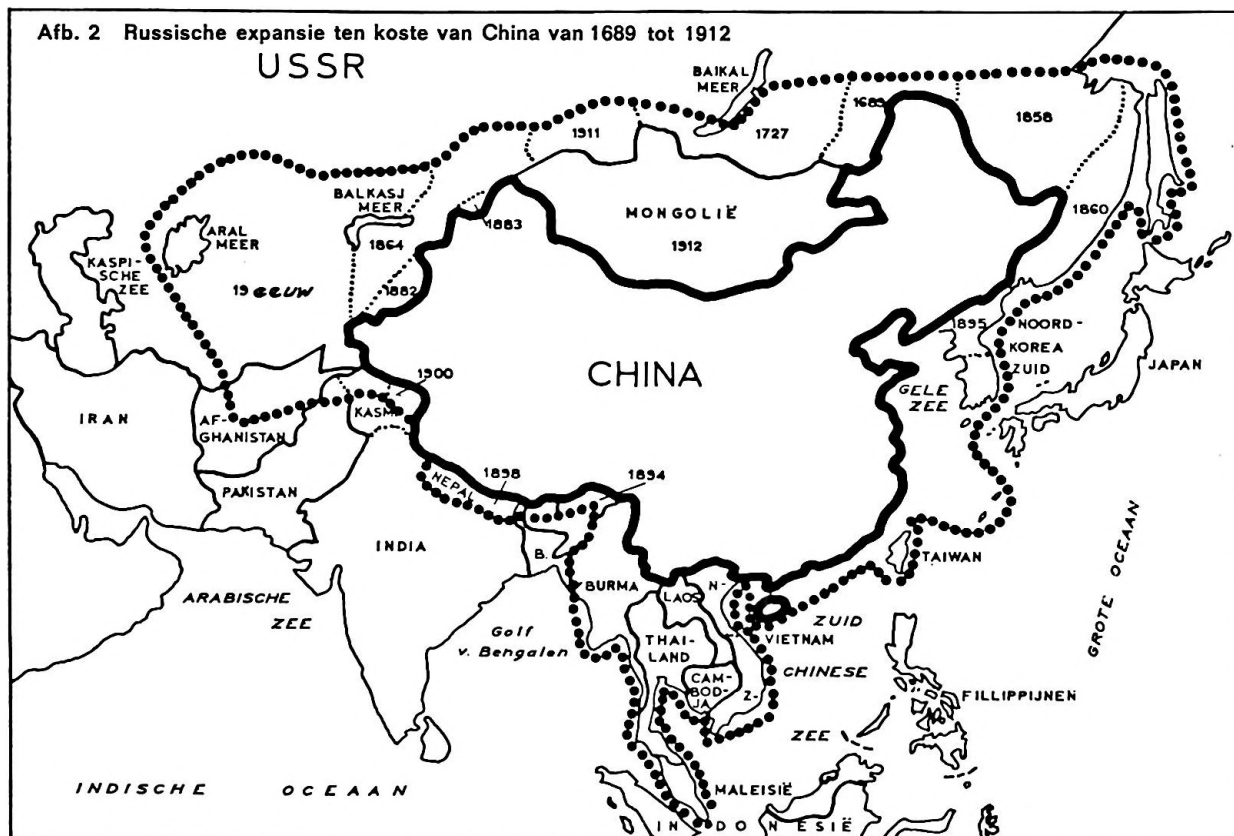 Afb. 2 Russische expansie ten koste van China van 1689 tot 1912
USSR
BAIKAL
MEER
1911
1727
1689
1858
BALKASJ
MEER
1883
MONGOLIË
1912
1860
ARAL
MEER
KASPI-
SCHE
ZEE
19 EEUW
1864
1882
1895
NOORD-
KOREA
ZUID
JAPAN
CHINA
GELE
ZEE
1900
IRAN
AF-
GHANISTAN
KASMI
PAKISTAN
NEPAL
1898
1894
INDIA
B.
BURMA
LAOS
N-
VIETNAM
Z-
TAIWAN
GROTE OCEAAN
ARABISCHE
ZEE
Golf
v. Bengalen
THAI-
LAND
CAM-
BOD-
JA
ZUID
CHINESE
ZEE
FILLIPPIJNEN
INDISCHE OCEAAN
MALEISIË
INDONESIË